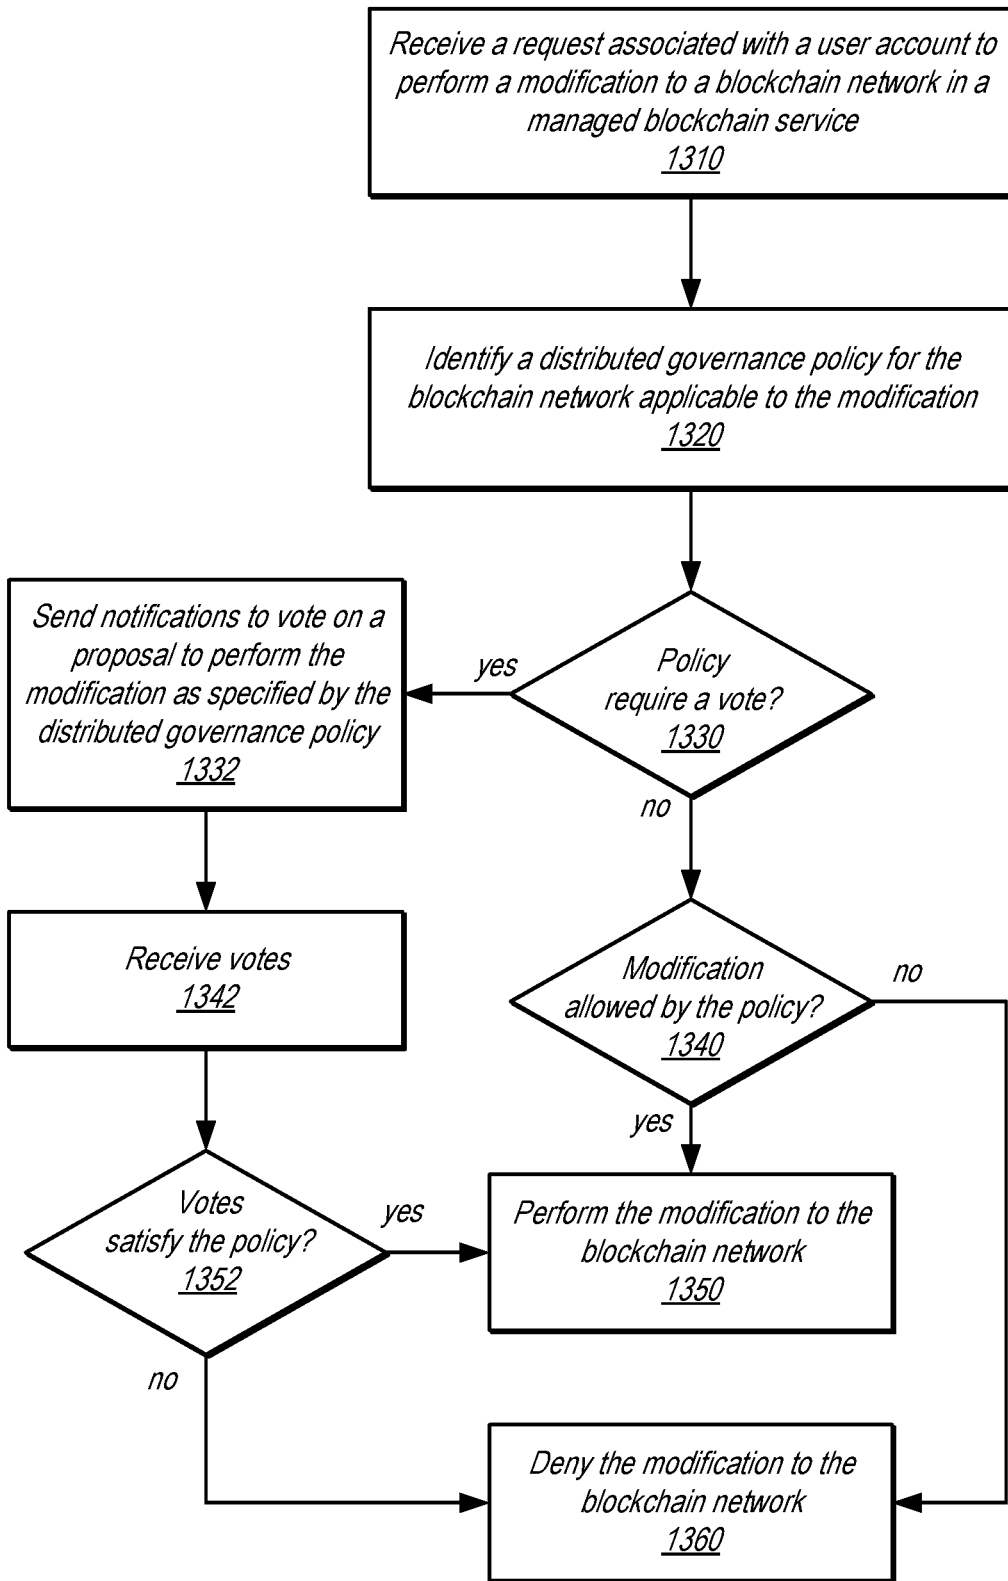 Receive a request associated with a user account to
perform a modification to a blockchain network in a
managed blockchain service
1310
Identify a distributed governance policy for the
blockchain network applicable to the modification
1320
Policy
require a vote?
1330
yes
no
Send notifications to vote on a
proposal to perform the
modification as specified by the
distributed governance policy
1332
Receive votes
1342
Modification
allowed by the policy?
1340
no
yes
Votes
satisfy the policy?
1352
yes
no
Perform the modification to the
blockchain network
1350
Deny the modification to the
blockchain network
1360